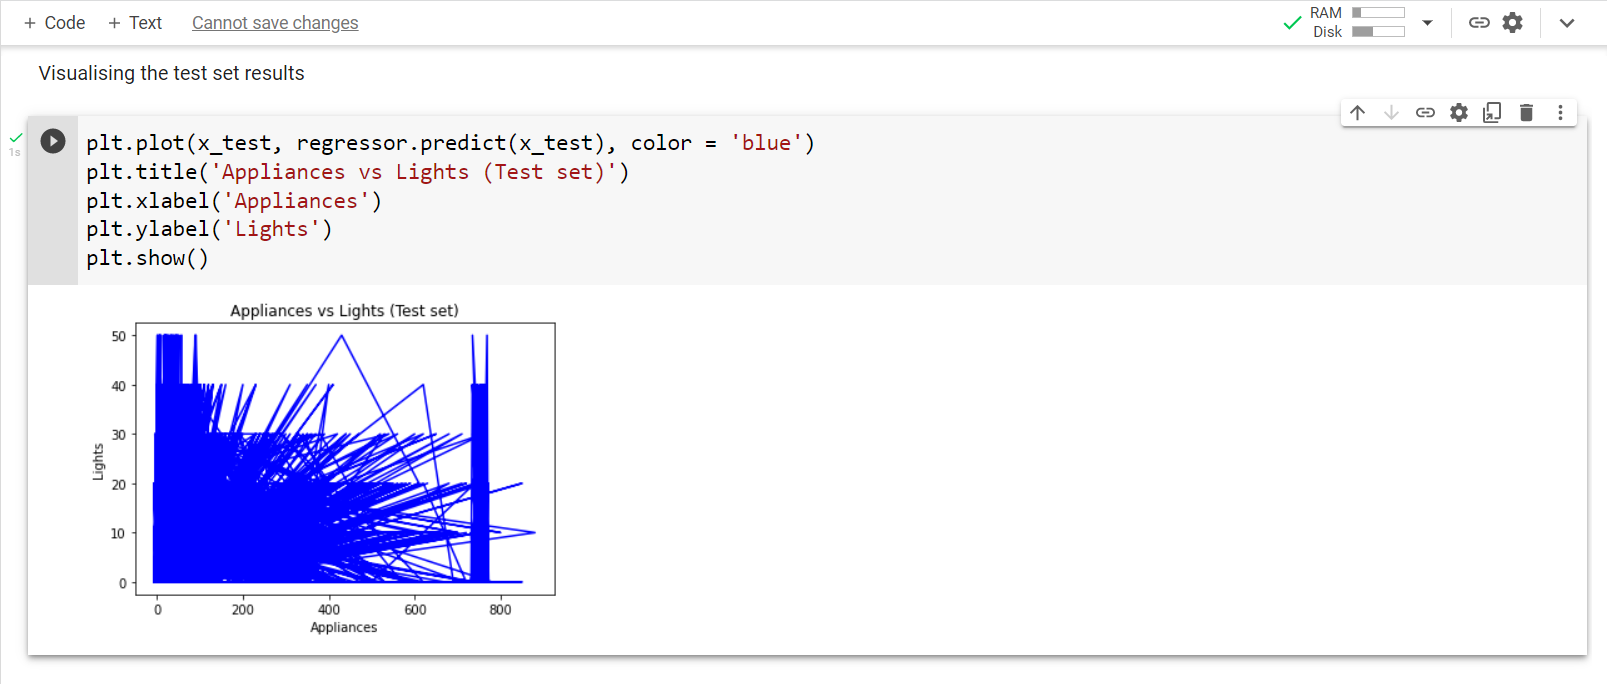 + Code + Text Cannot save changes
RAM
Disk
Visualising the test set results
1s
plt.plot(x_test, regressor.predict(x_test), color = 'blue')
plt.title('Appliances vs Lights (Test set)')
plt.xlabel('Appliances')
plt.ylabel('Lights')
plt.show()
Appliances vs Lights (Test set)
50
40
30
20
10
0
Lights
0 200 400 600 800
Appliances